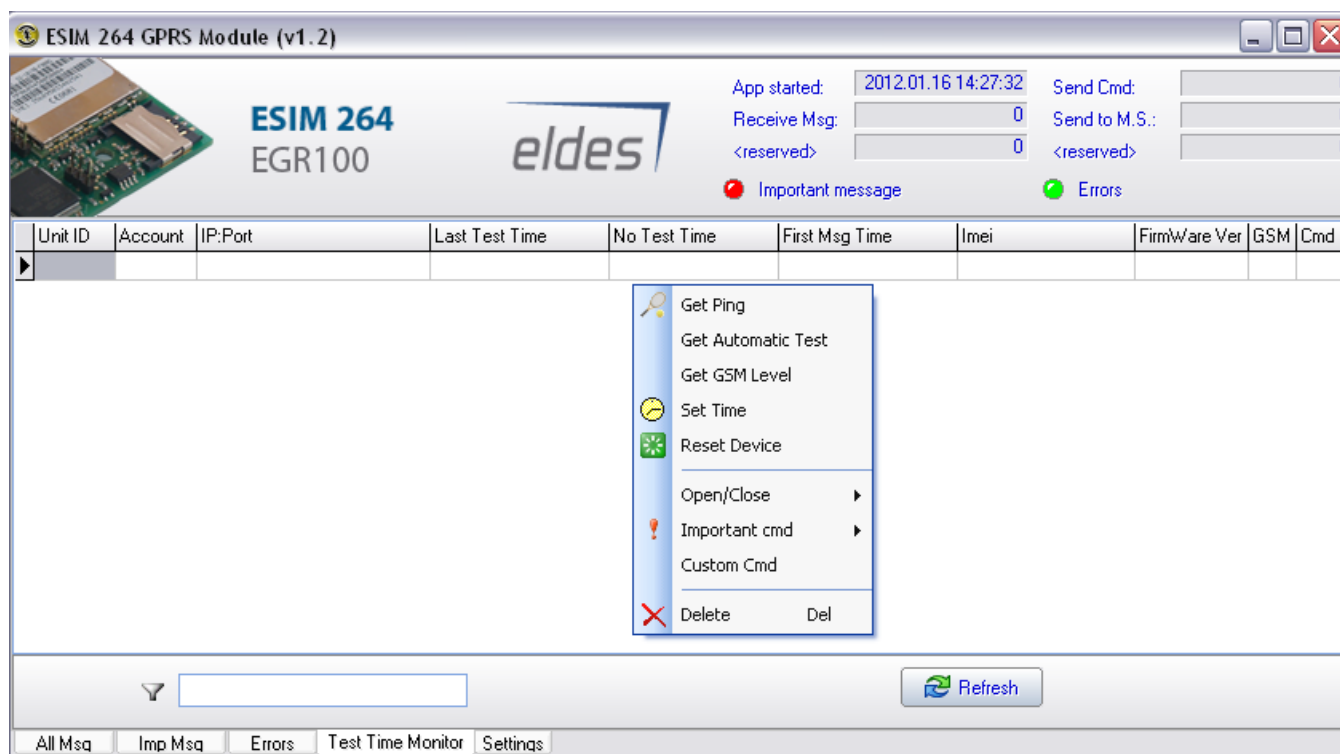 ESIM 264 GPRS Module (v1.2)
App started: 2012.01.16 14:27:32 Send Cmd:
ESIM 264
EGR100
eldes
Receive Msg: 0 Send to M.S.:
<reserved> 0 <reserved>
Important message Errors
Unit ID Account IP:Port Last Test Time No Test Time First Msg Time Imei FirmWare Ver GSM Cmd
Get Ping
Get Automatic Test
Get GSM Level
Set Time
Reset Device
Open/Close
Important cmd
Custom Cmd
Delete Del
Refresh
All Msg Imp Msg Errors Test Time Monitor Settings